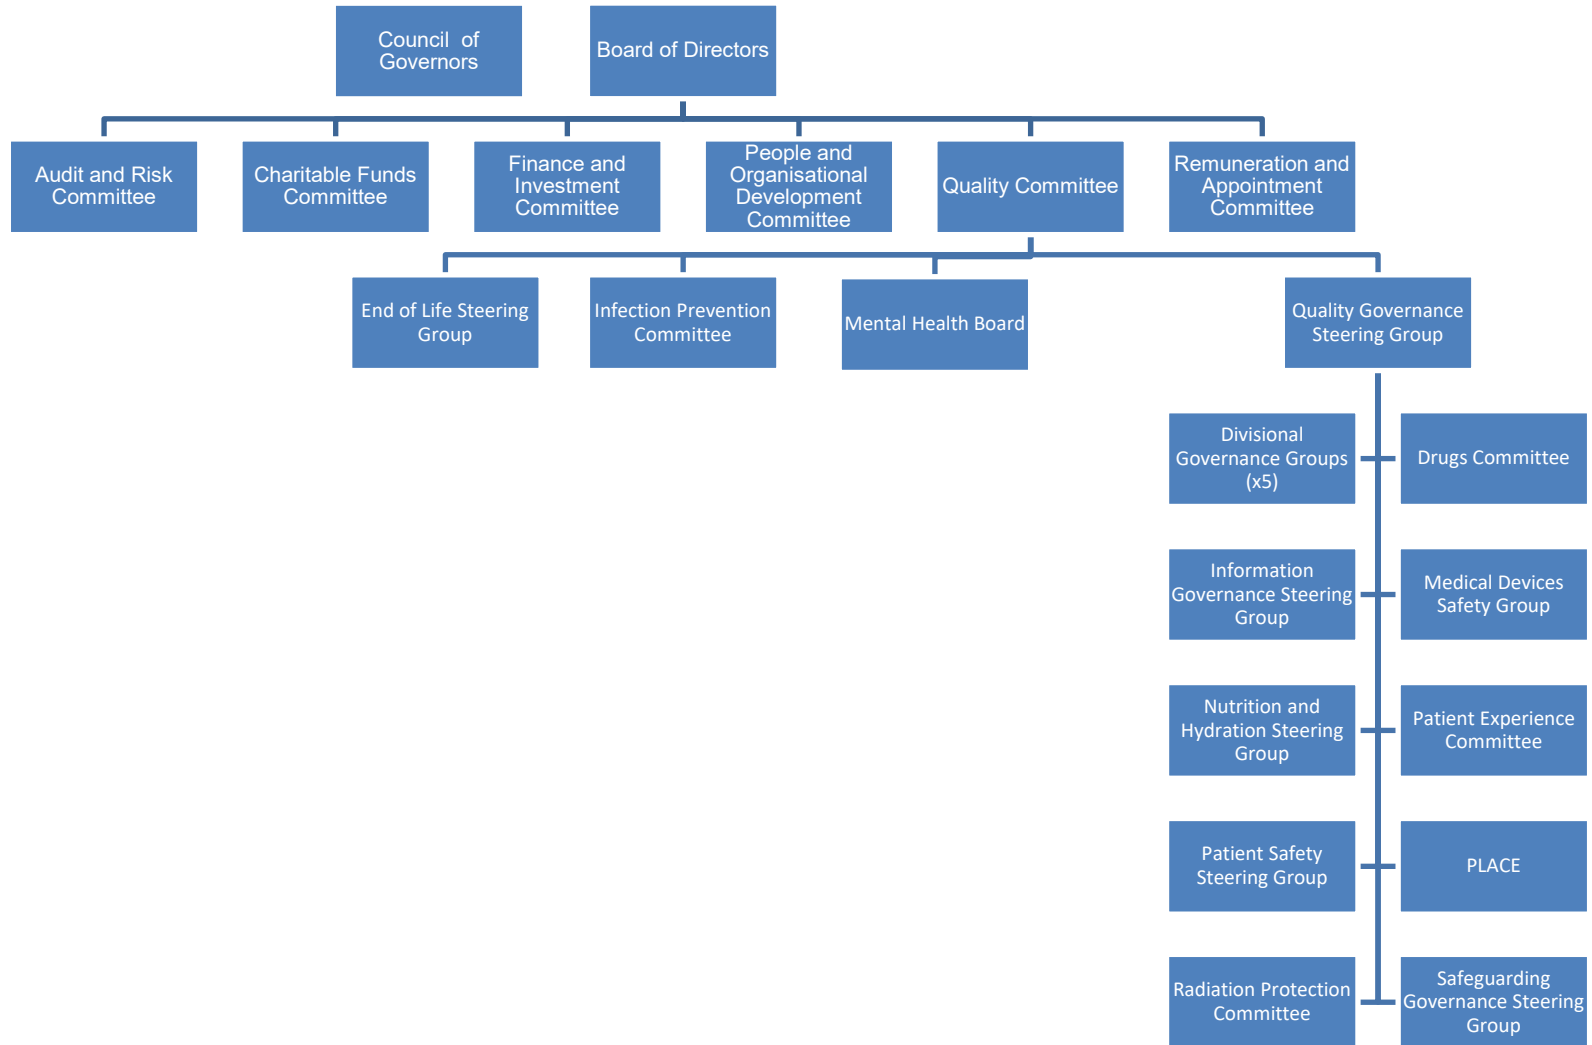 Council of
Governors
Board of Directors
Audit and Risk
Committee
Charitable Funds
Committee
Finance and
Investment
Committee
People and
Organisational
Development
Committee
Quality Committee
Remuneration and
Appointment
Committee
End of Life Steering
Group
Infection Prevention
Committee
Mental Health Board
Quality Governance
Steering Group
Divisional
Governance Groups
(x5)
Drugs Committee
Information
Governance Steering
Group
Medical Devices
Safety Group
Nutrition and
Hydration Steering
Group
Patient Experience
Committee
Patient Safety
Steering Group
PLACE
Radiation Protection
Committee
Safeguarding
Governance Steering
Group